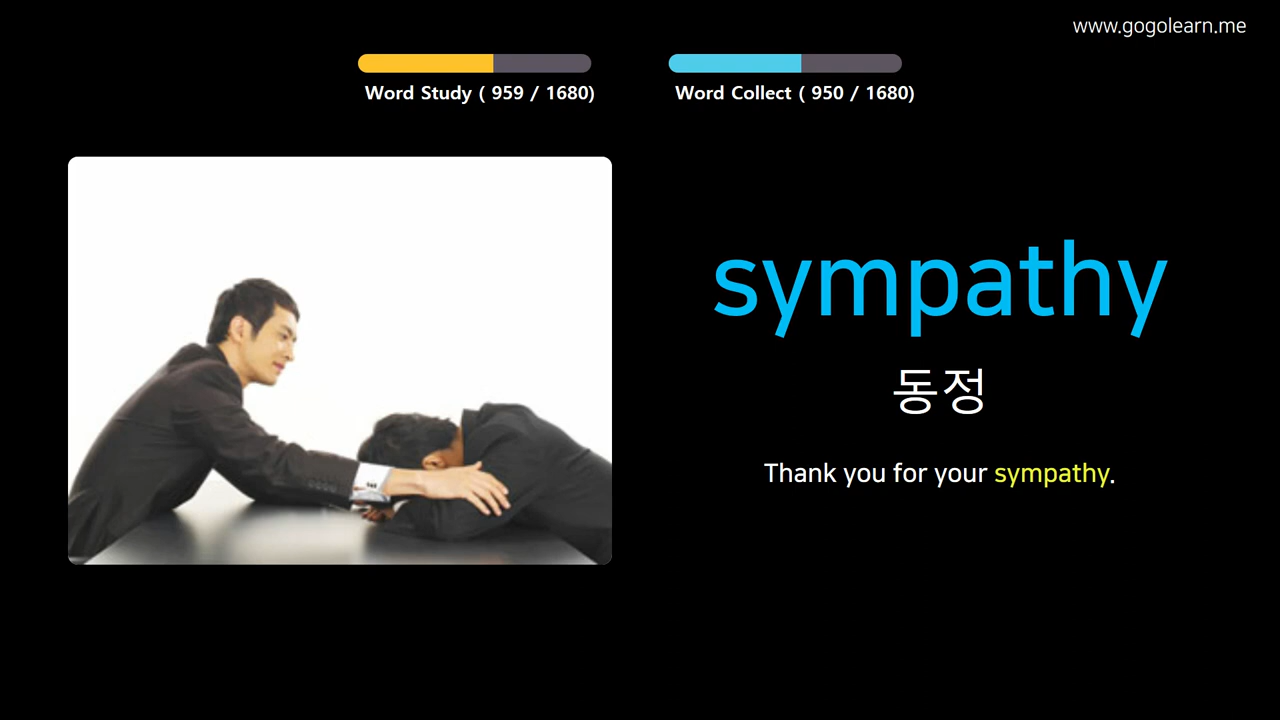 www.gogolearn.me
Word Study ( 959 / 1680)
Word Collect ( 950 / 1680)
sympathy
동정
Thank you for your sympathy.